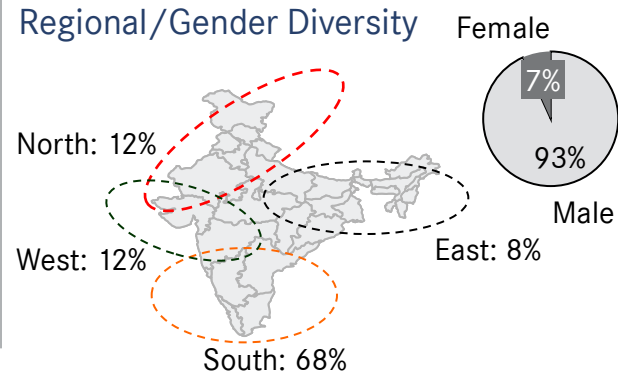 Regional/Gender Diversity
Female
7%
93%
Male
North: 12%
West: 12%
East: 8%
South: 68%